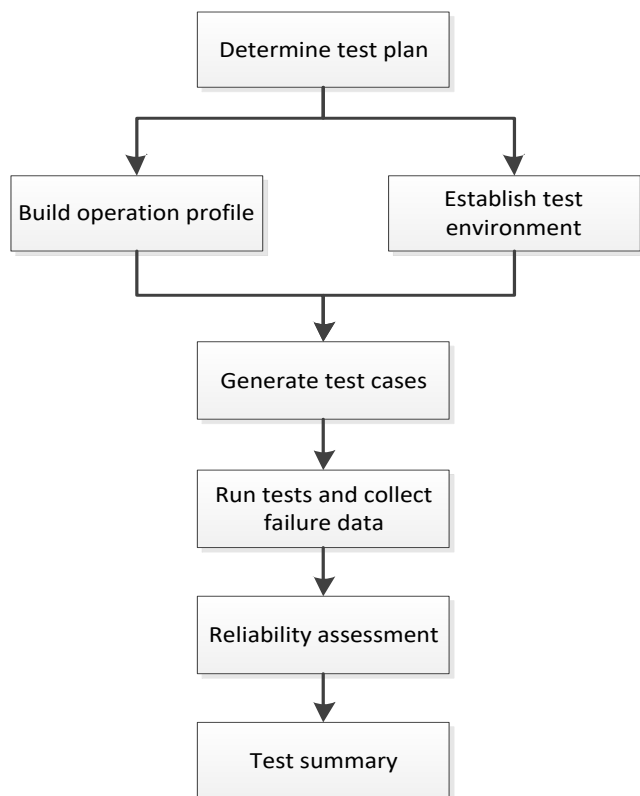 Determine test plan
Build operation profile
Establish test
environment
Generate test cases
Run tests and collect
failure data
Reliability assessment
Test summary